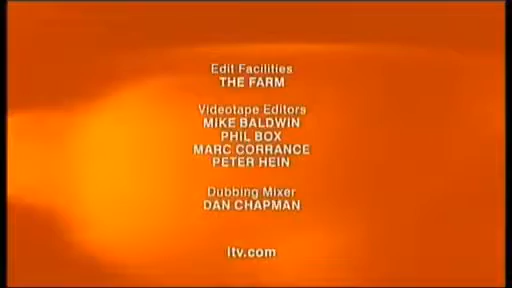 Edit Facilities
THE FARM
Videotape Editors
MIKE BALDWIN
PHIL BOX
MARC CORRANCE
PETER HEIN
Dubbing Mixer
DAN CHAPMAN
itv.com